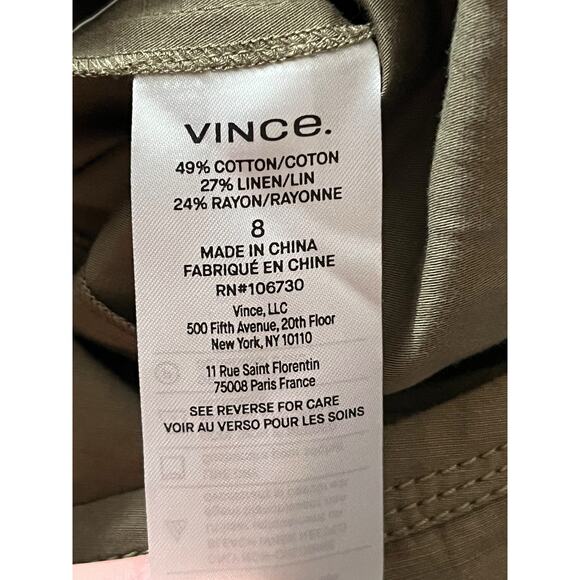 VINCE.
49% COTTON/COTON
27% LINEN/LIN
24% RAYON/RAYONNE
8
MADE IN CHINA
FABRIQUÉ EN CHINE
RN#106730
Vince, LLC
500 Fifth Avenue, 20th Floor
New York, NY 10110
11 Rue Saint Florentin
75008 Paris France
SEE REVERSE FOR CARE
VOIR AU VERSO POUR LES SOINS